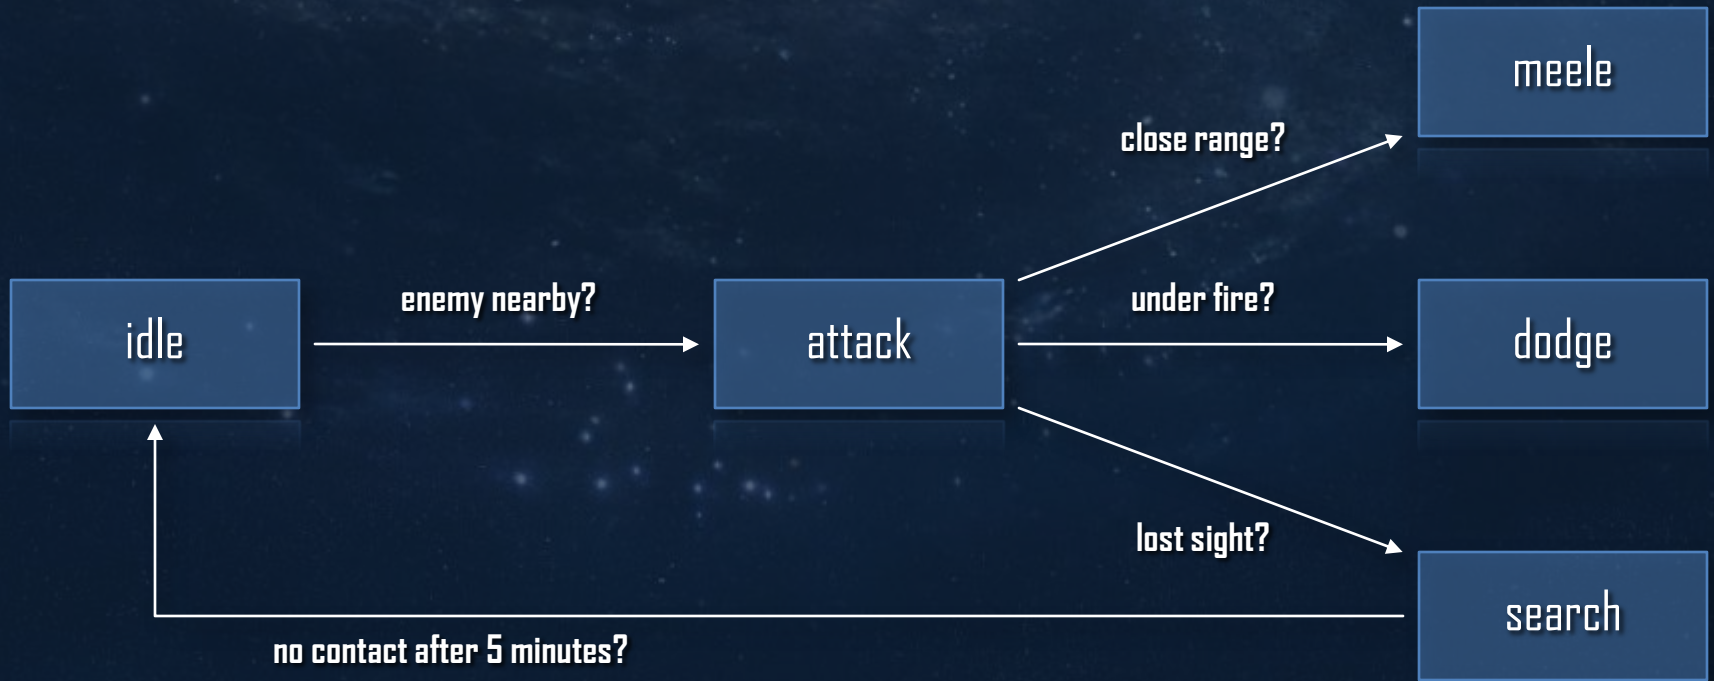 meele
close range?
idle
enemy nearby?
attack
under fire?
dodge
lost sight?
search
no contact after 5 minutes?